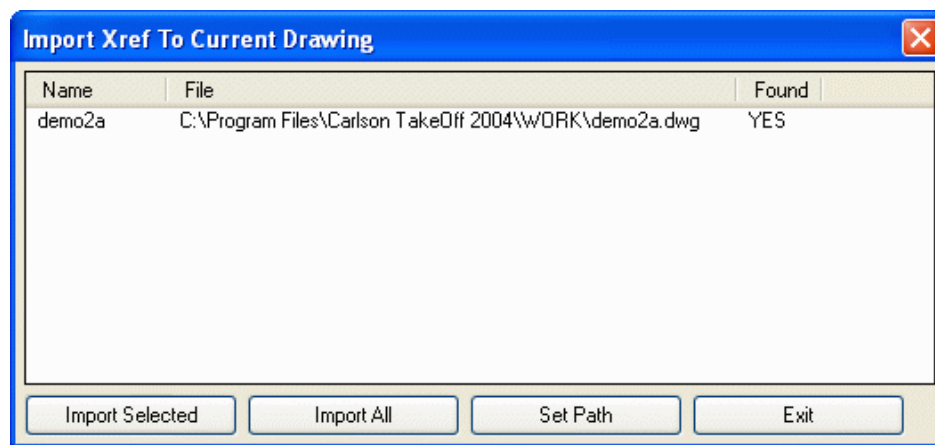 Import Xref To Current Drawing
Name File Found
demo2a C:\Program Files\Carlson TakeOff 2004\WORK\demo2a.dwg YES
Import Selected Import All Set Path Exit